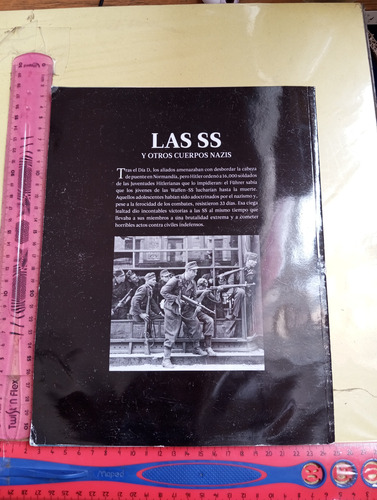 LAS SS
Y OTROS CUERPOS NAZIS
Tras el Día D, los aliados amenazaban con desbordar la cabeza
de puente en Normandía, pero Hitler ordenó a 16,000 soldados
de las Juventudes Hitlerianas que lo impidieran: el Führer sabía
que los jóvenes de las Waffen-SS lucharían hasta la muerte.
Aquellos adolescentes habían sido adoctrinados por el nazismo y,
pese a la ferocidad de los combates, resistieron 32 días. Esa ciega
lealtad dio incontables victorias a las SS al mismo tiempo que
llevaba a sus miembros a una brutalidad extrema y a cometer
horribles actos contra civiles indefensos.
Twist'n Flex
Maped